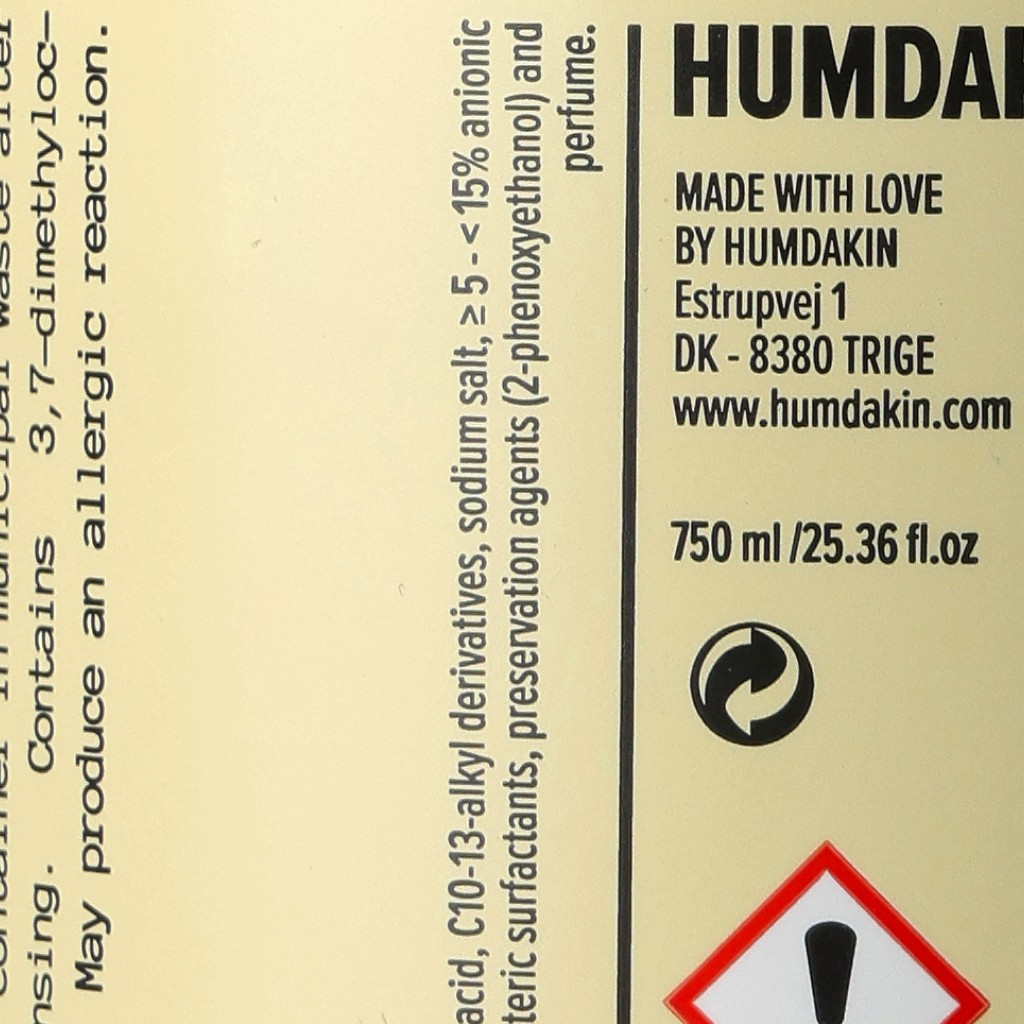 container in municipal waste after
nsing. Contains 3,7-dimethyloc-
May produce an allergic reaction.
acid, C10-13-alkyl derivatives, sodium salt, ≥ 5 - < 15% anionic
teric surfactants, preservation agents (2-phenoxyethanol) and
perfume.
HUMDAK
MADE WITH LOVE
BY HUMDAKIN
Estrupvej 1
DK - 8380 TRIGE
www.humdakin.com
750 ml /25.36 fl.oz